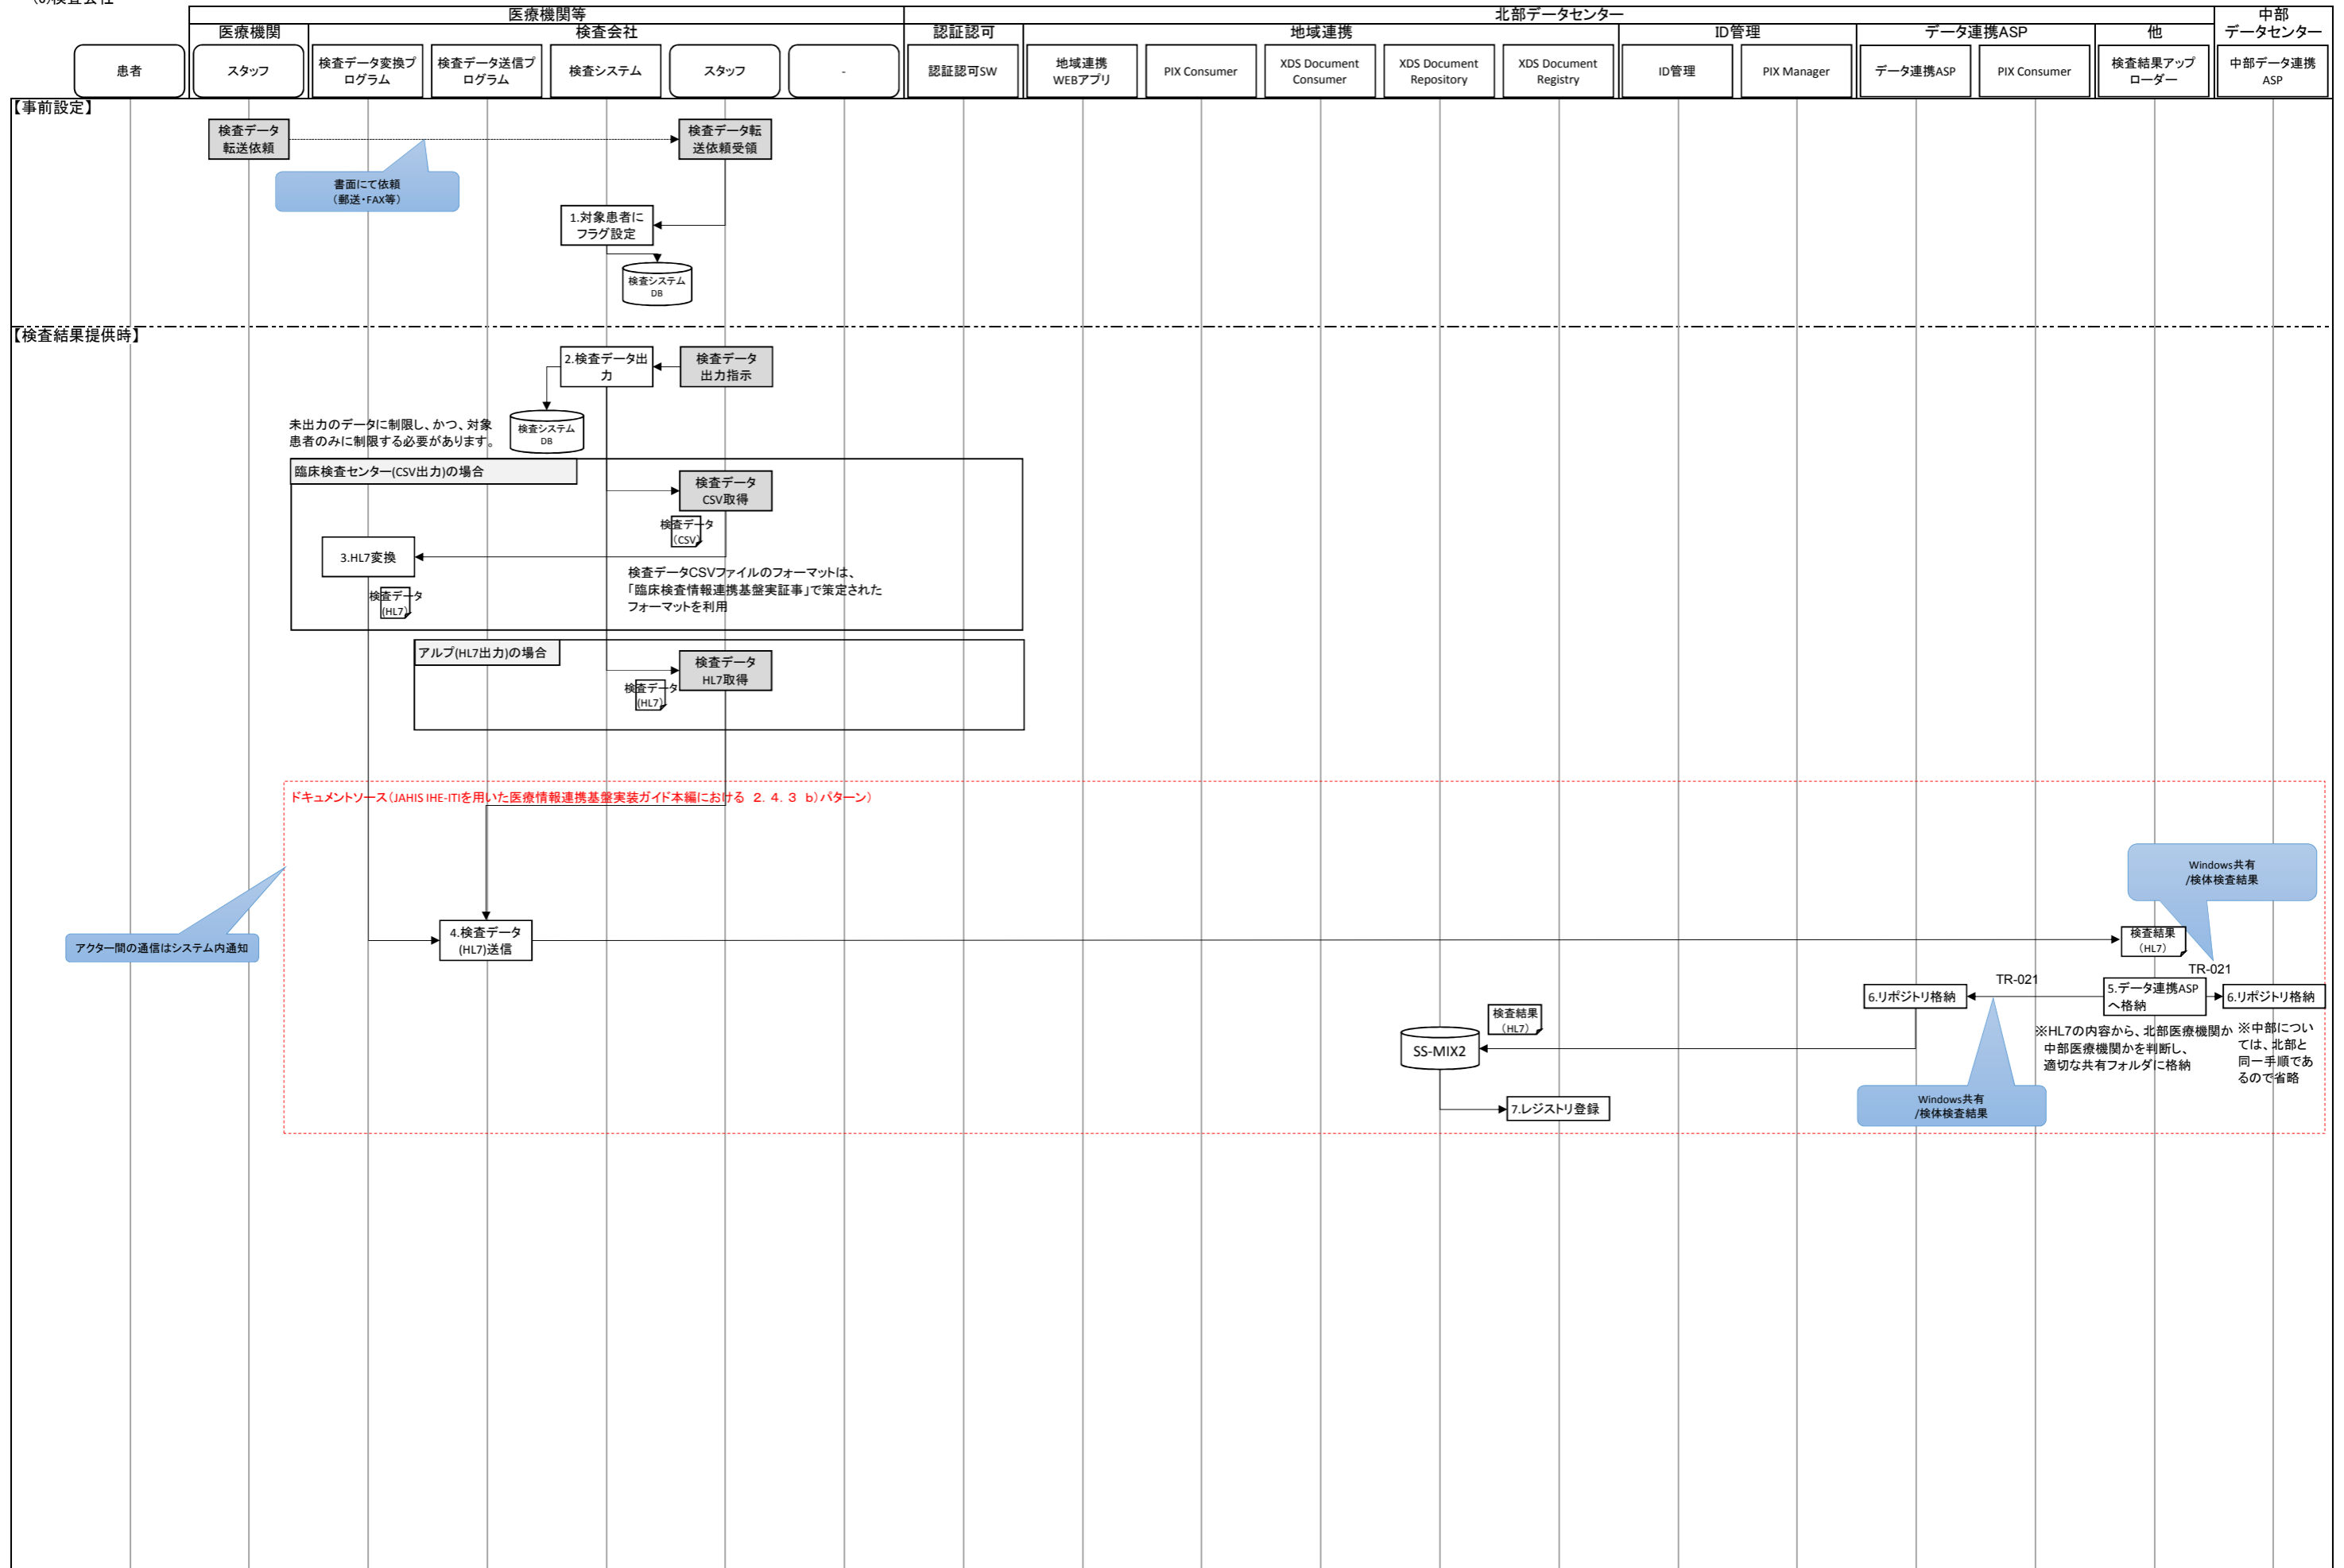 (6)検査会社
医療機関等
北部データセンター
中部
データセンター
医療機関
検査会社
認証認可
地域連携
ID管理
データ連携ASP
他
患者
スタッフ
検査データ変換プ
ログラム
検査データ送信プ
ログラム
検査システム
スタッフ
-
認証認可SW
地域連携
WEBアプリ
PIX Consumer
XDS Document
Consumer
XDS Document
Repository
XDS Document
Registry
ID管理
PIX Manager
データ連携ASP
PIX Consumer
検査結果アップ
ローダー
中部データ連携
ASP
【事前設定】
検査データ
転送依頼
検査データ転
送依頼受領
書面にて依頼
(郵送・FAX等)
1.対象患者に
フラグ設定
検査システム
DB
【検査結果提供時】
2.検査データ出
力
検査データ
出力指示
未出力のデータに制限し、かつ、対象
患者のみに制限する必要があります。
検査システム
DB
臨床検査センター(CSV出力)の場合
検査データ
CSV取得
検査データ
(CSV)
3.HL7変換
検査データCSVファイルのフォーマットは、
「臨床検査情報連携基盤実証事」で策定された
フォーマットを利用
検査データ
(HL7)
アルプ(HL7出力)の場合
検査データ
HL7取得
検査データ
(HL7)
ドキュメントソース(JAHIS IHE-ITIを用いた医療情報連携基盤実装ガイド本編における 2.4.3 b)パターン)
Windows共有
/検体検査結果
アクター間の通信はシステム内通知
4.検査データ
(HL7)送信
検査結果
(HL7)
TR-021
TR-021
6.リポジトリ格納
5.データ連携ASP
へ格納
6.リポジトリ格納
検査結果
(HL7)
SS-MIX2
※HL7の内容から、北部医療機関か
中部医療機関かを判断し、
適切な共有フォルダに格納
※中部につい
ては、北部と
同一手順であ
るので省略
Windows共有
/検体検査結果
7.レジストリ登録